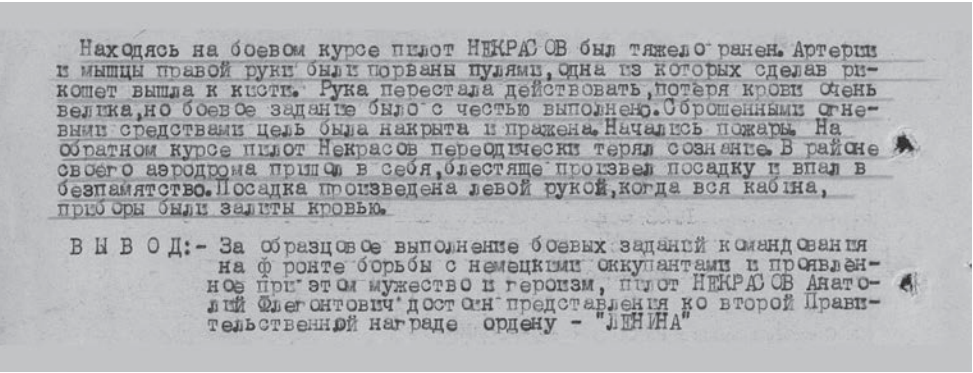 Находясь на боевом курсе пилот НЕКРАСОВ был тяжело ранен. Артерии
и мышцы правой руки были порваны пулями, одна из которых сделав ри-
кошет вышла к кисти. Рука перестала действовать, потеря крови очень
велика, но боевое задание было с честью выполнено. Сброшенными огне-
выми средствами цель была накрыта и пражена. Начались пожары. На
обратном курсе пилот Некрасов переодически терял сознание. В районе
своего аэродрома пришол в себя, блестяще произвел посадку и впал в
безпамятство. Посадка произведена левой рукой, когда вся кабина,
приборы были залиты кровью.
В Ы В О Д:- За образцовое выполнение боевых заданий командования
на фронте борьбы с немецкими оккупантами и проявлен-
ное при этом мужество и героизм, пилот НЕКРАСОВ Анато-
лий Флегонтович достоин представления ко второй Прави-
тельственной награде ордену - "ЛЕНИНА"